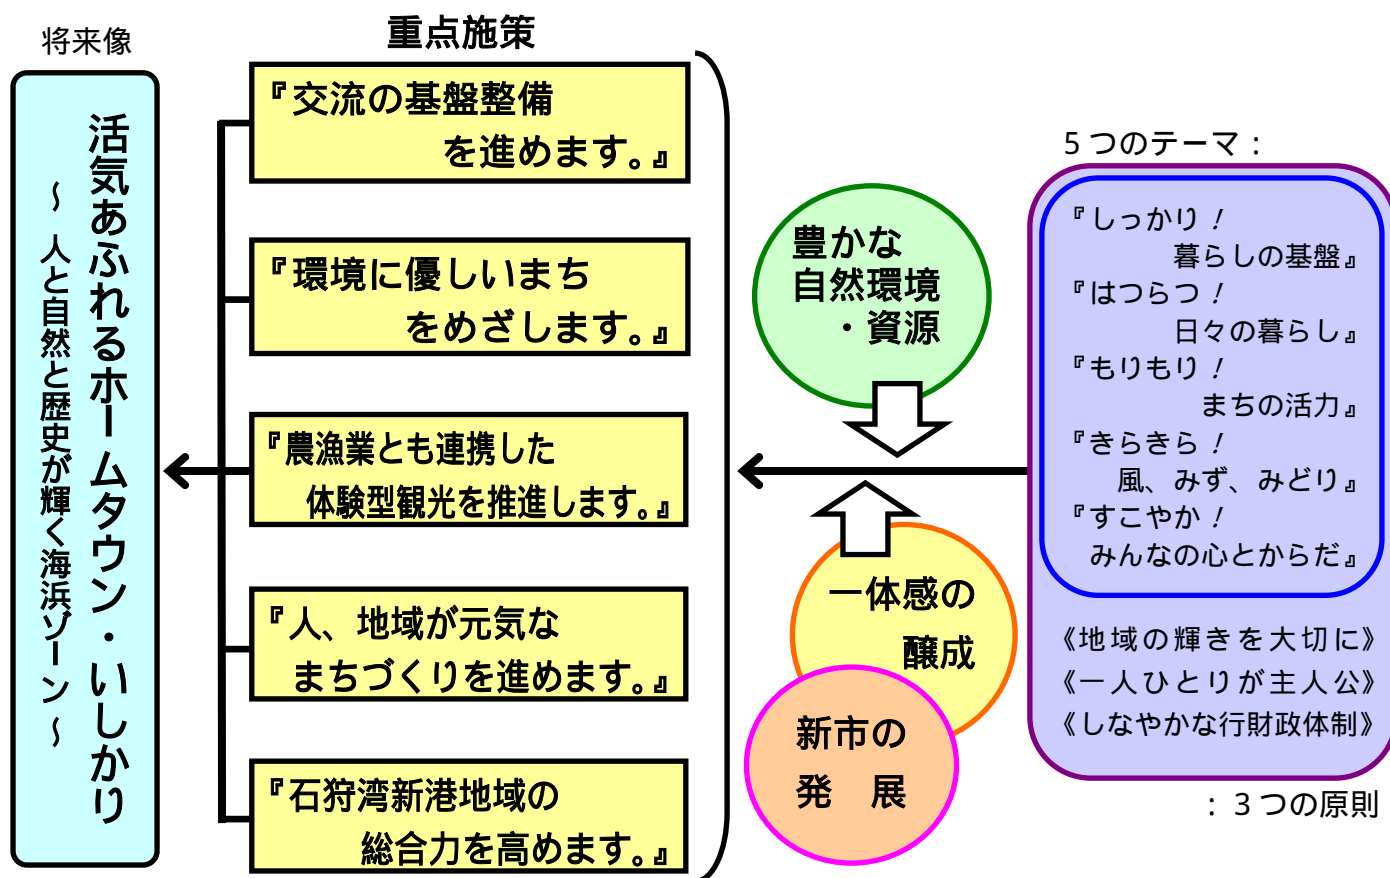 将来像
活気あふれるホームタウン・いしかり
～ 人と自然と歴史が輝く海浜ゾーン ～
重点施策
『交流の基盤整備
を進めます。』
『環境に優しいまち
をめざします。』
『農漁業とも連携した
体験型観光を推進します。』
『人、地域が元気な
まちづくりを進めます。』
『石狩湾新港地域の
総合力を高めます。』
豊かな
自然環境
・資源
一体感の
醸成
新市の
発　展
5つのテーマ：
『しっかり！
暮らしの基盤』
『はつらつ！
日々の暮らし』
『もりもり！
まちの活力』
『きらきら！
風、みず、みどり』
『すこやか！
みんなの心とからだ』
《地域の輝きを大切に》
《一人ひとりが主人公》
《しなやかな行財政体制》
：3つの原則